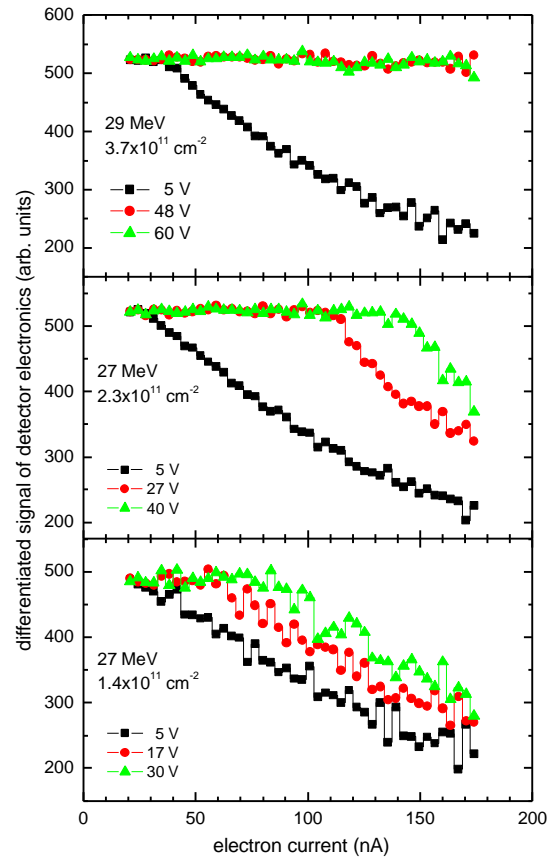 600
500
400
300
200
29 MeV
3.7x10¹¹ cm⁻²
5 V
48 V
60 V
500
400
300
200
27 MeV
2.3x10¹¹ cm⁻²
5 V
27 V
40 V
500
400
300
200
27 MeV
1.4x10¹¹ cm⁻²
5 V
17 V
30 V
0 50 100 150 200
electron current (nA)
differentiated signal of detector electronics (arb. units)